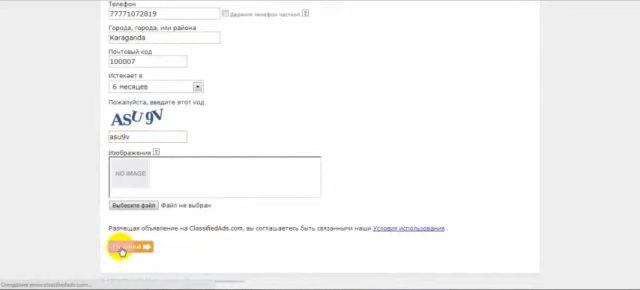 Телефон
77771072819 Держите телефон частной [?]
Города, города, или района
Karaganda
Почтовый код
100007
Истекает в
6 месяцев
Пожалуйста, введите этот код
ASU9V
asu9v
Изображения [?]
NO IMAGE
Выберите файл Файл не выбран
Размещая объявление на ClassifiedAds.com, вы соглашаетесь быть связанными наши Условия использования .